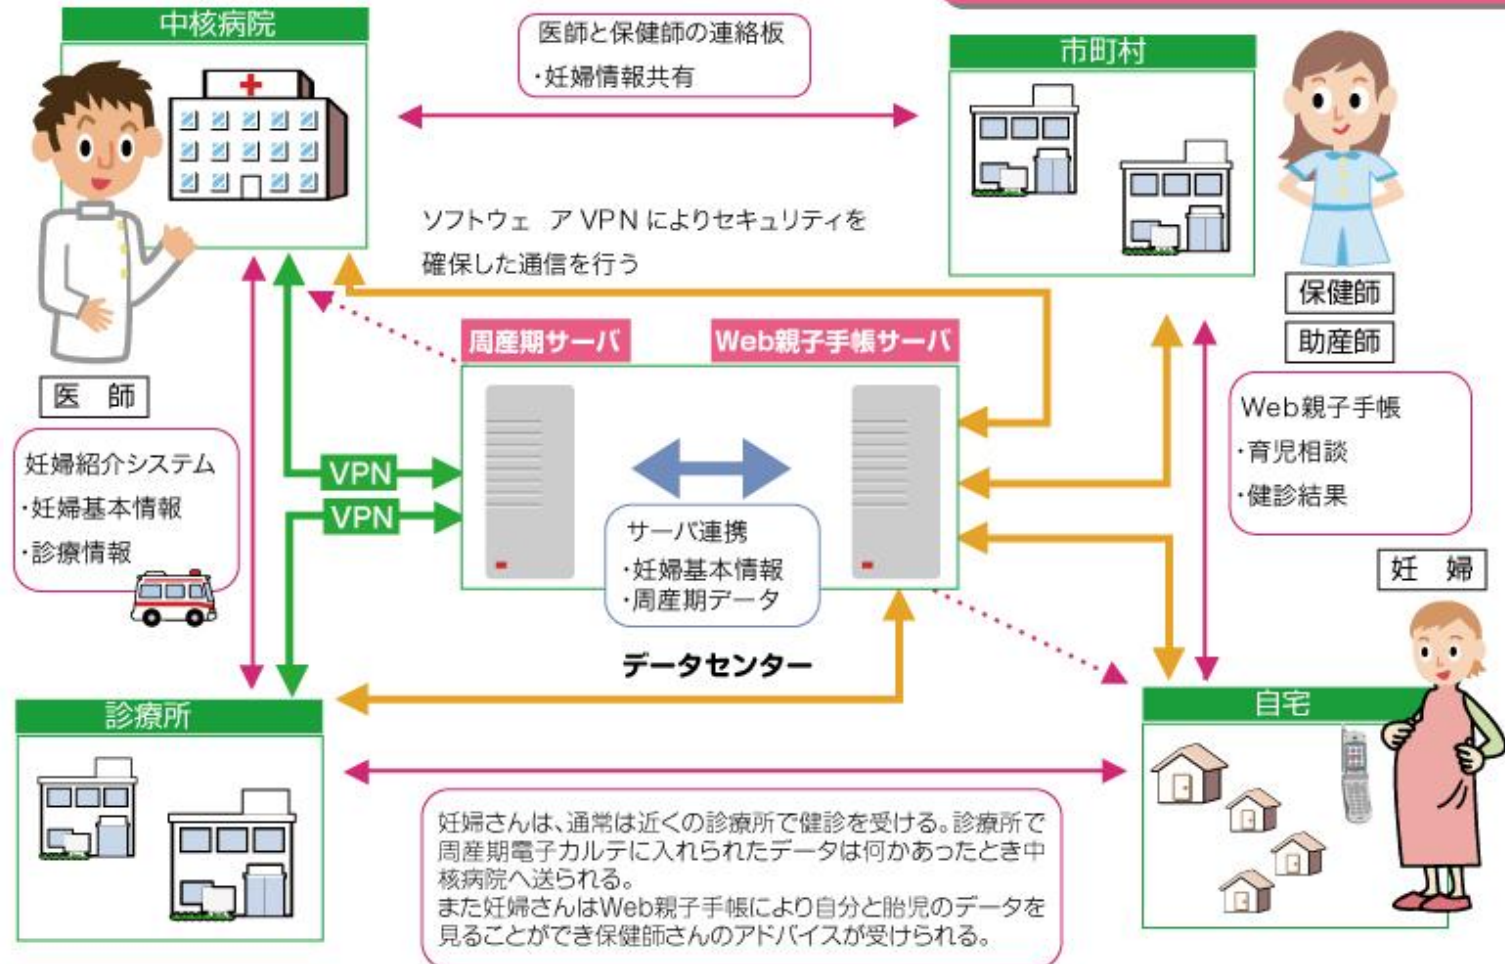 中核病院
医師と保健師の連絡板
・妊婦情報共有
市町村
ソフトウェ ア VPN によりセキュリティを
確保した通信を行う
保健師
助産師
周産期サーバ
Web親子手帳サーバ
医 師
妊婦紹介システム
・妊婦基本情報
・診療情報
VPN
VPN
サーバ連携
・妊婦基本情報
・周産期データ
Web親子手帳
・育児相談
・健診結果
妊 婦
データセンター
診療所
自宅
妊婦さんは、通常は近くの診療所で健診を受ける。診療所で
周産期電子カルテに入れられたデータは何かあったとき中
核病院へ送られる。
また妊婦さんはWeb親子手帳により自分と胎児のデータを
見ることができ保健師さんのアドバイスが受けられる。